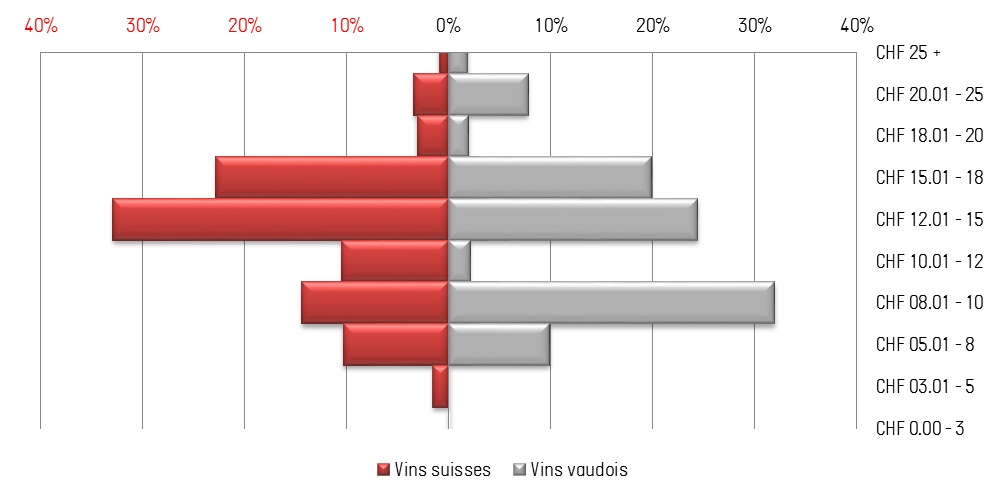 40% 30% 20% 10% 0% 10% 20% 30% 40%
CHF 25 +
CHF 20.01 - 25
CHF 18.01 - 20
CHF 15.01 - 18
CHF 12.01 - 15
CHF 10.01 - 12
CHF 08.01 - 10
CHF 05.01 - 8
CHF 03.01 - 5
CHF 0.00 - 3
Vins suisses Vins vaudois